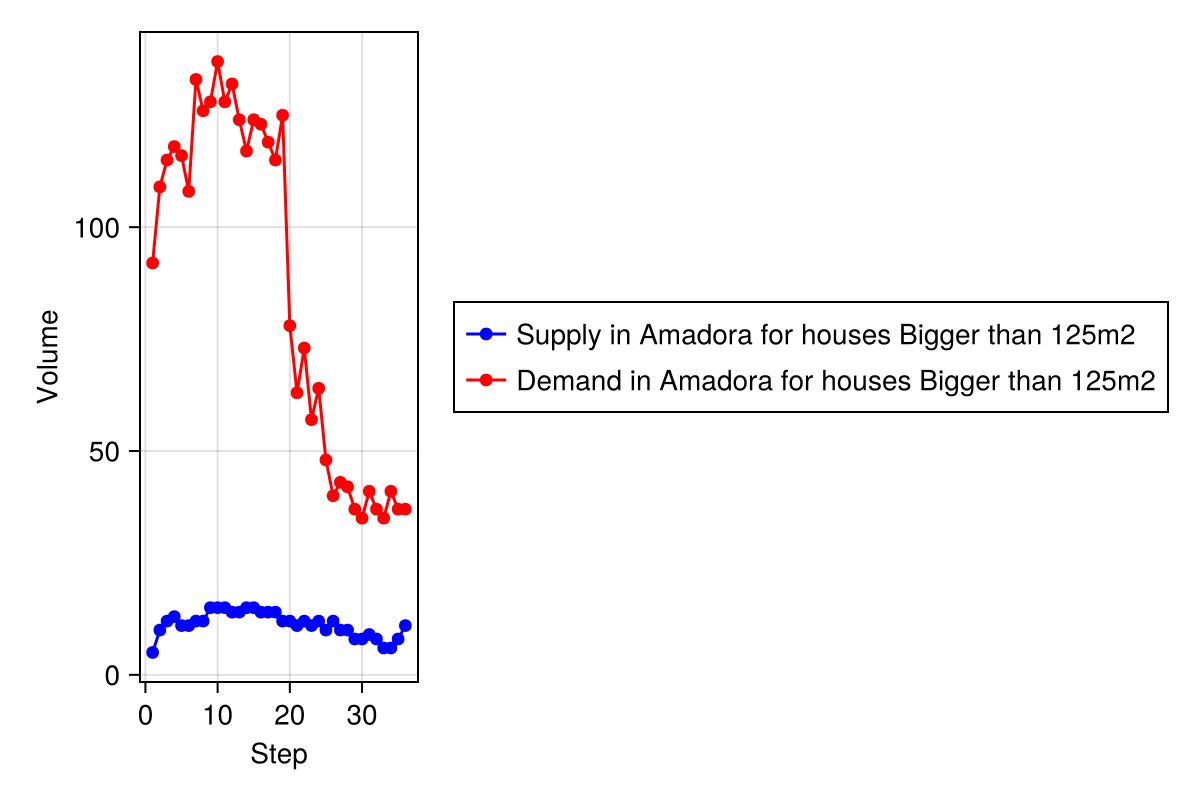 Volume
100
50
0
0 10 20 30
Step
Supply in Amadora for houses Bigger than 125m2
Demand in Amadora for houses Bigger than 125m2